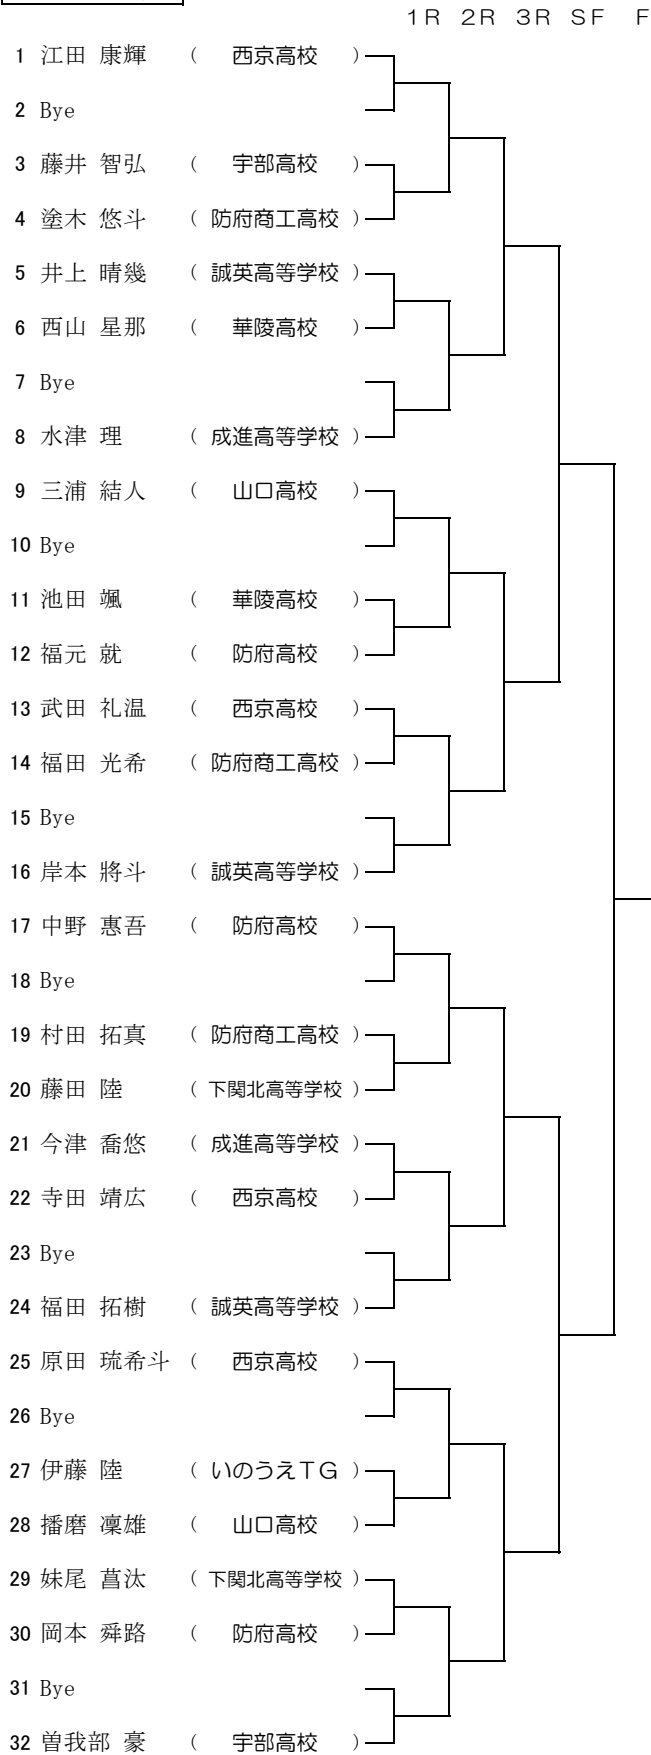 １Ｒ ２Ｒ ３Ｒ ＳＦ Ｆ
1 江田 康輝 （ 西京高校 ）
2 Bye
3 藤井 智弘 （ 宇部高校 ）
4 塗木 悠斗 （ 防府商工高校 ）
5 井上 晴幾 （ 誠英高等学校 ）
6 西山 星那 （ 華陵高校 ）
7 Bye
8 水津 理 （ 成進高等学校 ）
9 三浦 結人 （ 山口高校 ）
10 Bye
11 池田 颯 （ 華陵高校 ）
12 福元 就 （ 防府高校 ）
13 武田 礼温 （ 西京高校 ）
14 福田 光希 （ 防府商工高校 ）
15 Bye
16 岸本 將斗 （ 誠英高等学校 ）
17 中野 惠吾 （ 防府高校 ）
18 Bye
19 村田 拓真 （ 防府商工高校 ）
20 藤田 陸 （ 下関北高等学校 ）
21 今津 喬悠 （ 成進高等学校 ）
22 寺田 靖広 （ 西京高校 ）
23 Bye
24 福田 拓樹 （ 誠英高等学校 ）
25 原田 琉希斗 （ 西京高校 ）
26 Bye
27 伊藤 陸 （ いのうえＴＧ ）
28 播磨 凜雄 （ 山口高校 ）
29 妹尾 菖汰 （ 下関北高等学校 ）
30 岡本 舜路 （ 防府高校 ）
31 Bye
32 曽我部 豪 （ 宇部高校 ）